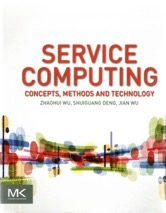 SERVICE
COMPUTING
CONCEPTS, METHODS AND TECHNOLOGY
ZHAOHUI WU, SHUIGUANG DENG, JIAN WU
MK